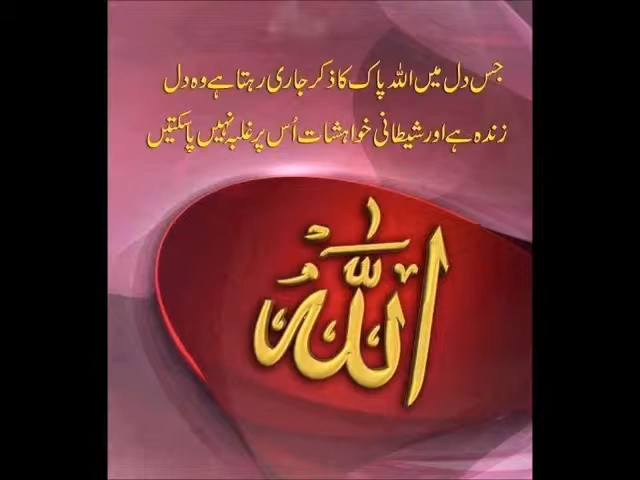 جس دل میں اللہ پاک کا ذکر جاری رہتا ہے وہ دل
زندہ ہے اور شیطانی خواہشات اُس پر غلبہ نہیں پا سکتیں
اللہ